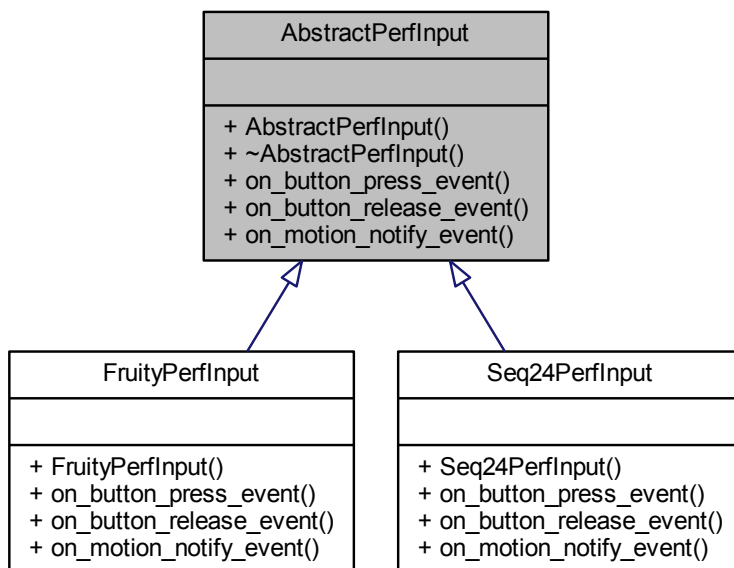 AbstractPerfInput
+ AbstractPerfInput()
+ ~AbstractPerfInput()
+ on_button_press_event()
+ on_button_release_event()
+ on_motion_notify_event()
FruityPerfInput
+ FruityPerfInput()
+ on_button_press_event()
+ on_button_release_event()
+ on_motion_notify_event()
Seq24PerfInput
+ Seq24PerfInput()
+ on_button_press_event()
+ on_button_release_event()
+ on_motion_notify_event()